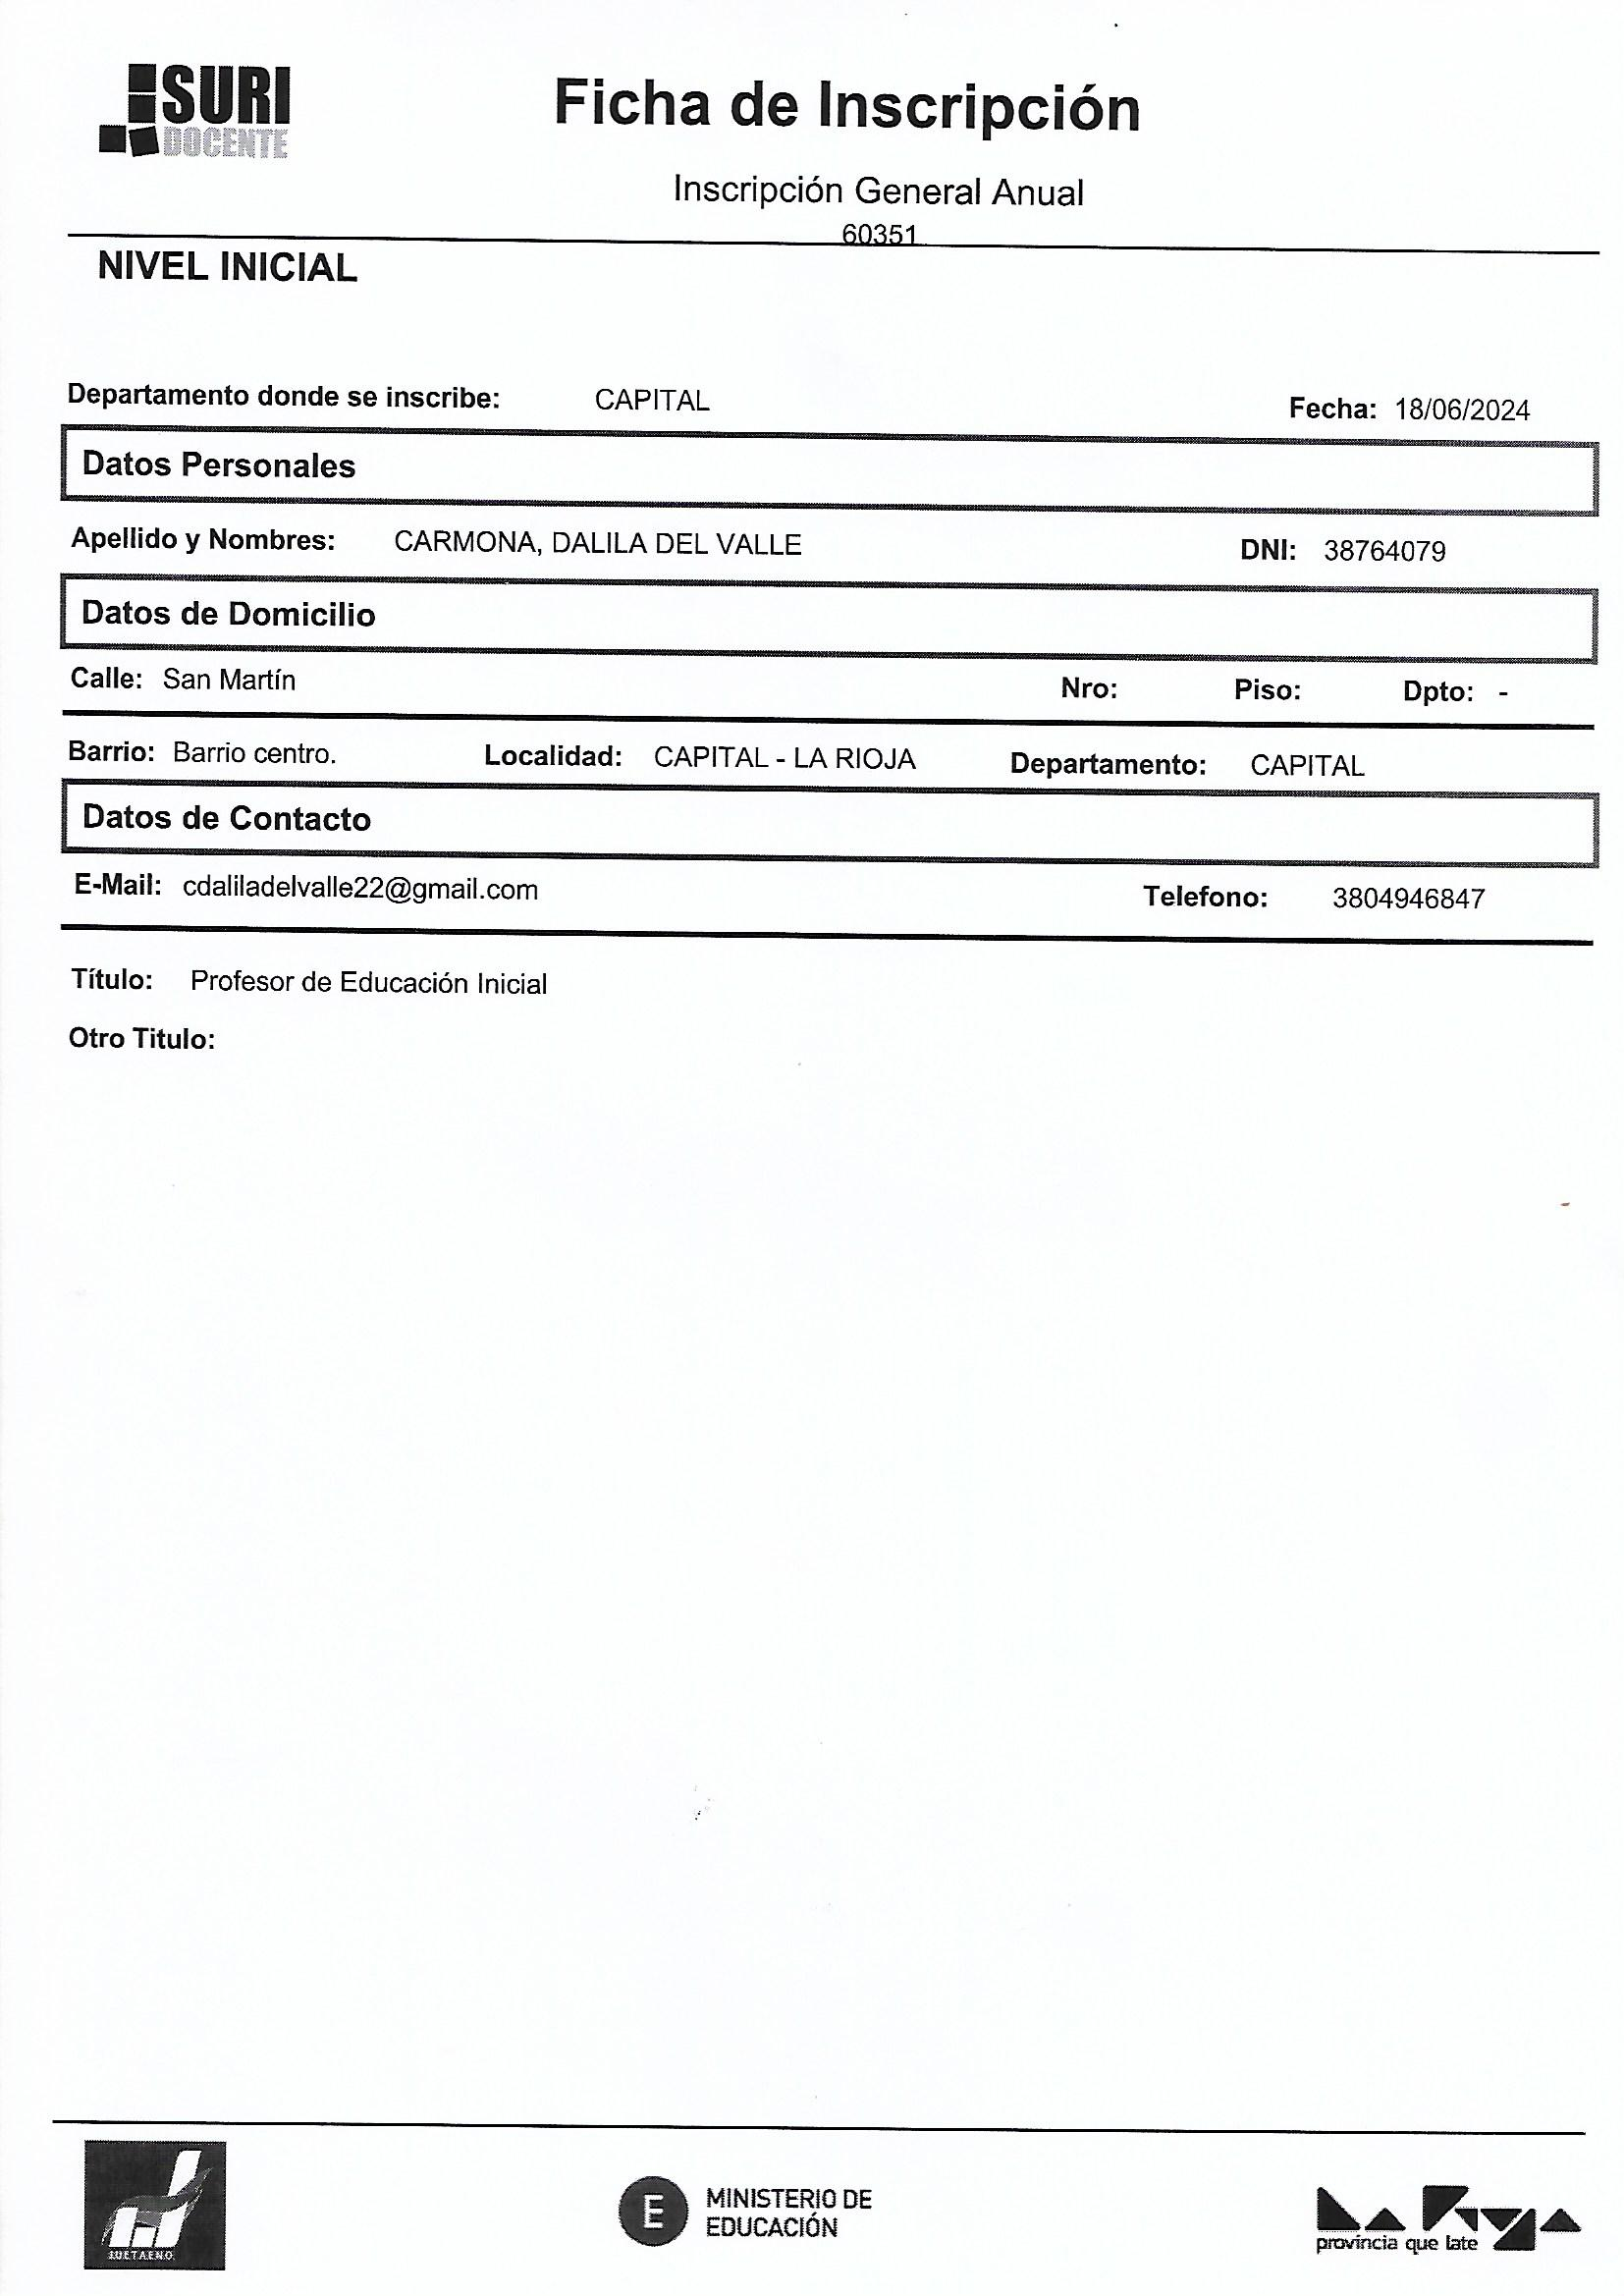 SURI
DOCENTE
Ficha de Inscripción
Inscripción General Anual
60351
NIVEL INICIAL
Departamento donde se inscribe: CAPITAL Fecha: 18/06/2024
Datos Personales
Apellido y Nombres: CARMONA, DALILA DEL VALLE DNI: 38764079
Datos de Domicilio
Calle: San Martín Nro: Piso: Dpto: -
Barrio: Barrio centro. Localidad: CAPITAL - LA RIOJA Departamento: CAPITAL
Datos de Contacto
E-Mail: cdaliladelvalle22@gmail.com Telefono: 3804946847
Título: Profesor de Educación Inicial
Otro Titulo:
J.U.E.T.A.E.N.O.
E MINISTERIO DE
EDUCACIÓN
La Rioja
provincia que late